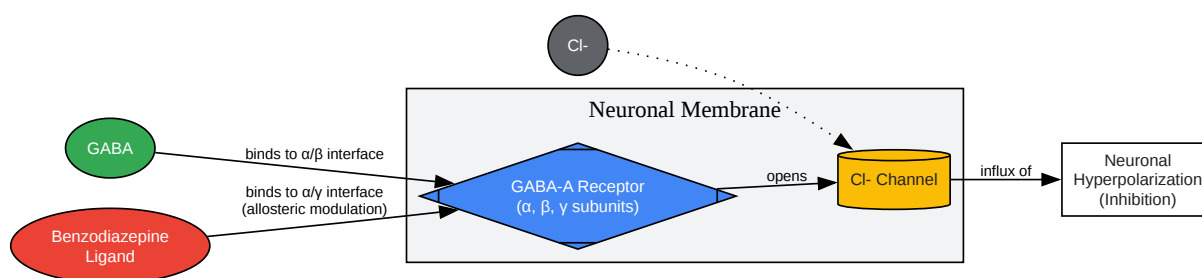 Cl-
Neuronal Membrane
GABA
binds to α/β interface
binds to α/γ interface
(allosteric modulation)
Benzodiazepine
Ligand
GABA-A Receptor
(α, β, γ subunits)
opens
Cl- Channel
influx of
Neuronal
Hyperpolarization
(Inhibition)